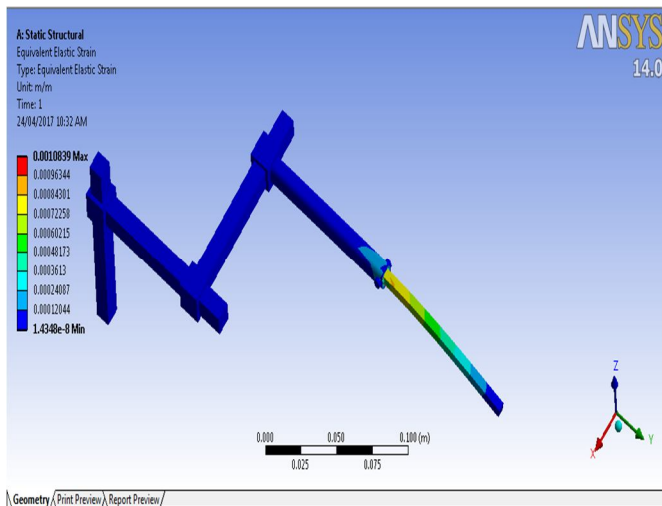 A: Static Structural
Equivalent Elastic Strain
Type: Equivalent Elastic Strain
Unit: m/m
Time: 1
24/04/2017 10:32 AM
0.0010839 Max
0.00096344
0.00084301
0.00072258
0.00060215
0.00048173
0.0003613
0.00024087
0.00012044
1.4348e-8 Min
ANSYS
14.0
0.000 0.050 0.100 (m)
0.025 0.075
Z
Y
X
Geometry Print Preview Report Preview